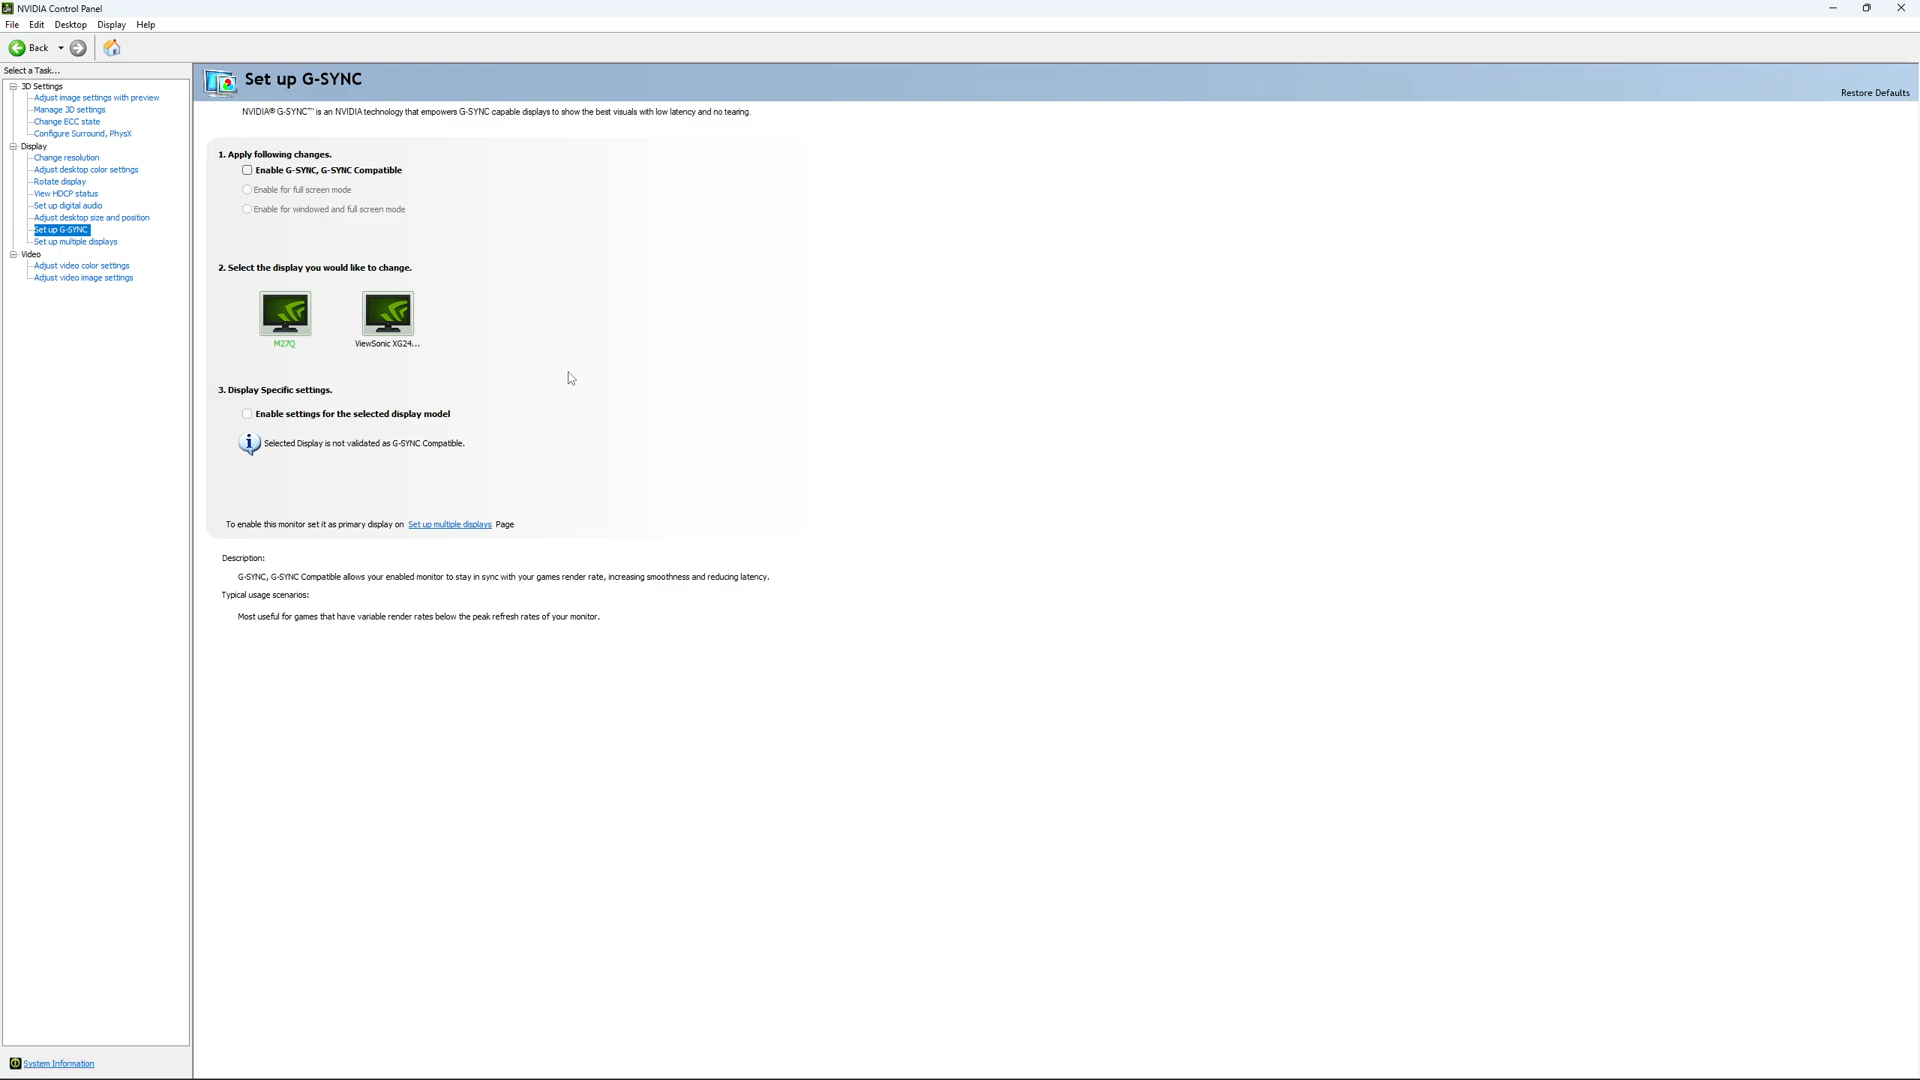 NVIDIA Control Panel
File Edit Desktop Display Help
Back
Select a Task...
3D Settings
Adjust image settings with preview
Manage 3D settings
Change ECC state
Configure Surround, PhysX
Display
Change resolution
Adjust desktop color settings
Rotate display
View HDCP status
Set up digital audio
Adjust desktop size and position
Set up G-SYNC
Set up multiple displays
Video
Adjust video color settings
Adjust video image settings
System Information
Set up G-SYNC
Restore Defaults
NVIDIA® G-SYNC™ is an NVIDIA technology that empowers G-SYNC capable displays to show the best visuals with low latency and no tearing.
1. Apply following changes.
Enable G-SYNC, G-SYNC Compatible
Enable for full screen mode
Enable for windowed and full screen mode
2. Select the display you would like to change.
M27Q ViewSonic XG24...
3. Display Specific settings.
Enable settings for the selected display model
Selected Display is not validated as G-SYNC Compatible.
To enable this monitor set it as primary display on Set up multiple displays Page
Description:
G-SYNC, G-SYNC Compatible allows your enabled monitor to stay in sync with your games render rate, increasing smoothness and reducing latency.
Typical usage scenarios:
Most useful for games that have variable render rates below the peak refresh rates of your monitor.